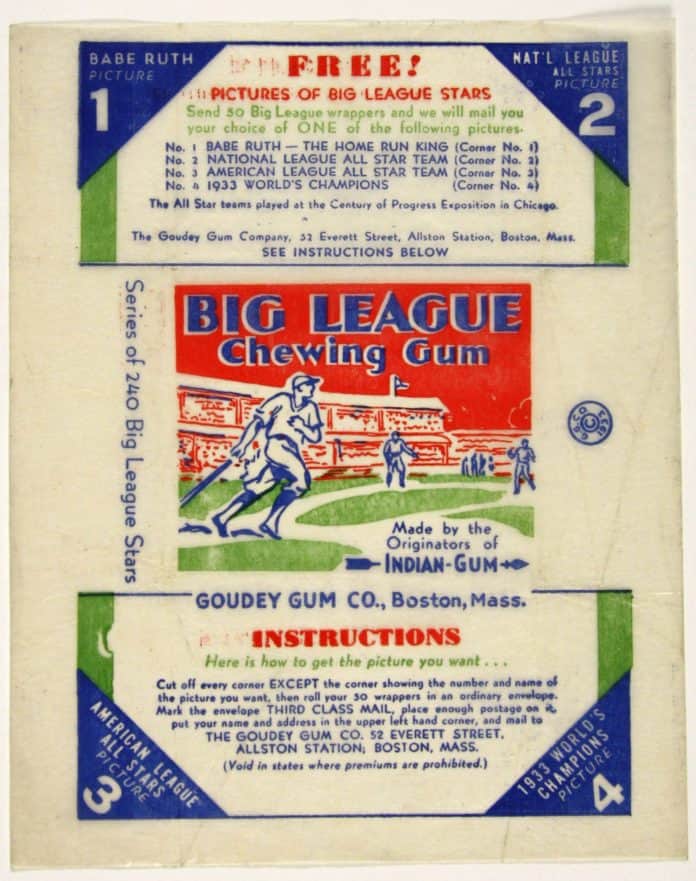 BABE RUTH
PICTURE
1
FREE!
NAT'L LEAGUE
ALL STARS
PICTURE
2
PICTURES OF BIG LEAGUE STARS
Send 50 Big League wrappers and we will mail you
your choice of ONE of the following pictures.
No. 1 BABE RUTH — THE HOME RUN KING (Corner No. 1)
No. 2 NATIONAL LEAGUE ALL STAR TEAM (Corner No. 2)
No. 3 AMERICAN LEAGUE ALL STAR TEAM (Corner No. 3)
No. 4 1933 WORLD'S CHAMPIONS (Corner No. 4)
The All Star teams played at the Century of Progress Exposition in Chicago.
The Goudey Gum Company, 52 Everett Street, Allston Station, Boston, Mass.
SEE INSTRUCTIONS BELOW
Series of 240 Big League Stars
BIG LEAGUE
Chewing Gum
Made by the
Originators of
INDIAN-GUM
G.G.CO.
C
1933
GOUDEY GUM CO., Boston, Mass.
INSTRUCTIONS
Here is how to get the picture you want . . .
Cut off every corner EXCEPT the corner showing the number and name of
the picture you want, then roll your 50 wrappers in an ordinary envelope.
Mark the envelope THIRD CLASS MAIL, place enough postage on it,
put your name and address in the upper left hand corner, and mail to
THE GOUDEY GUM CO. 52 EVERETT STREET,
ALLSTON STATION; BOSTON, MASS.
(Void in states where premiums are prohibited.)
AMERICAN LEAGUE
ALL STARS
PICTURE
3
1933 WORLD'S
CHAMPIONS
PICTURE
4